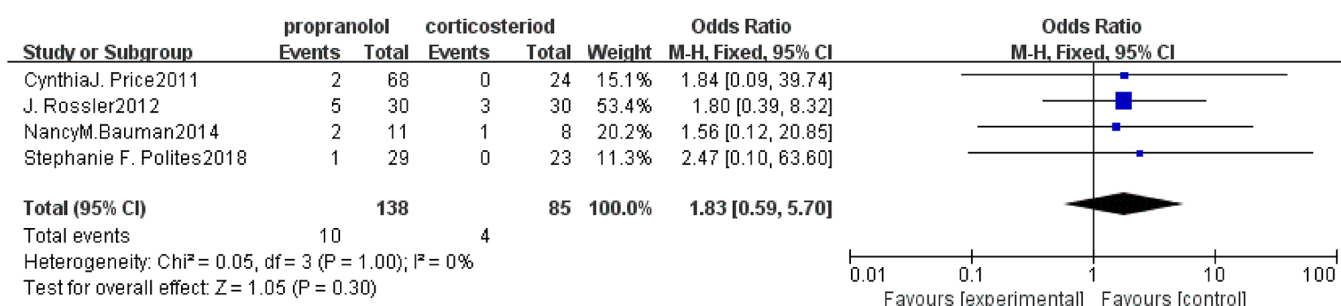 propranolol corticosteriod Odds Ratio Odds Ratio
Study or Subgroup Events Total Events Total Weight M-H, Fixed, 95% CI M-H, Fixed, 95% CI
CynthiaJ. Price2011 2 68 0 24 15.1% 1.84 [0.09, 39.74]
J. Rossler2012 5 30 3 30 53.4% 1.80 [0.39, 8.32]
NancyM.Bauman2014 2 11 1 8 20.2% 1.56 [0.12, 20.85]
Stephanie F. Polites2018 1 29 0 23 11.3% 2.47 [0.10, 63.60]
Total (95% CI) 138 85 100.0% 1.83 [0.59, 5.70]
Total events 10 4
Heterogeneity: Chi² = 0.05, df = 3 (P = 1.00); I² = 0%
Test for overall effect: Z = 1.05 (P = 0.30)
0.01 0.1 1 10 100
Favours [experimental] Favours [control]